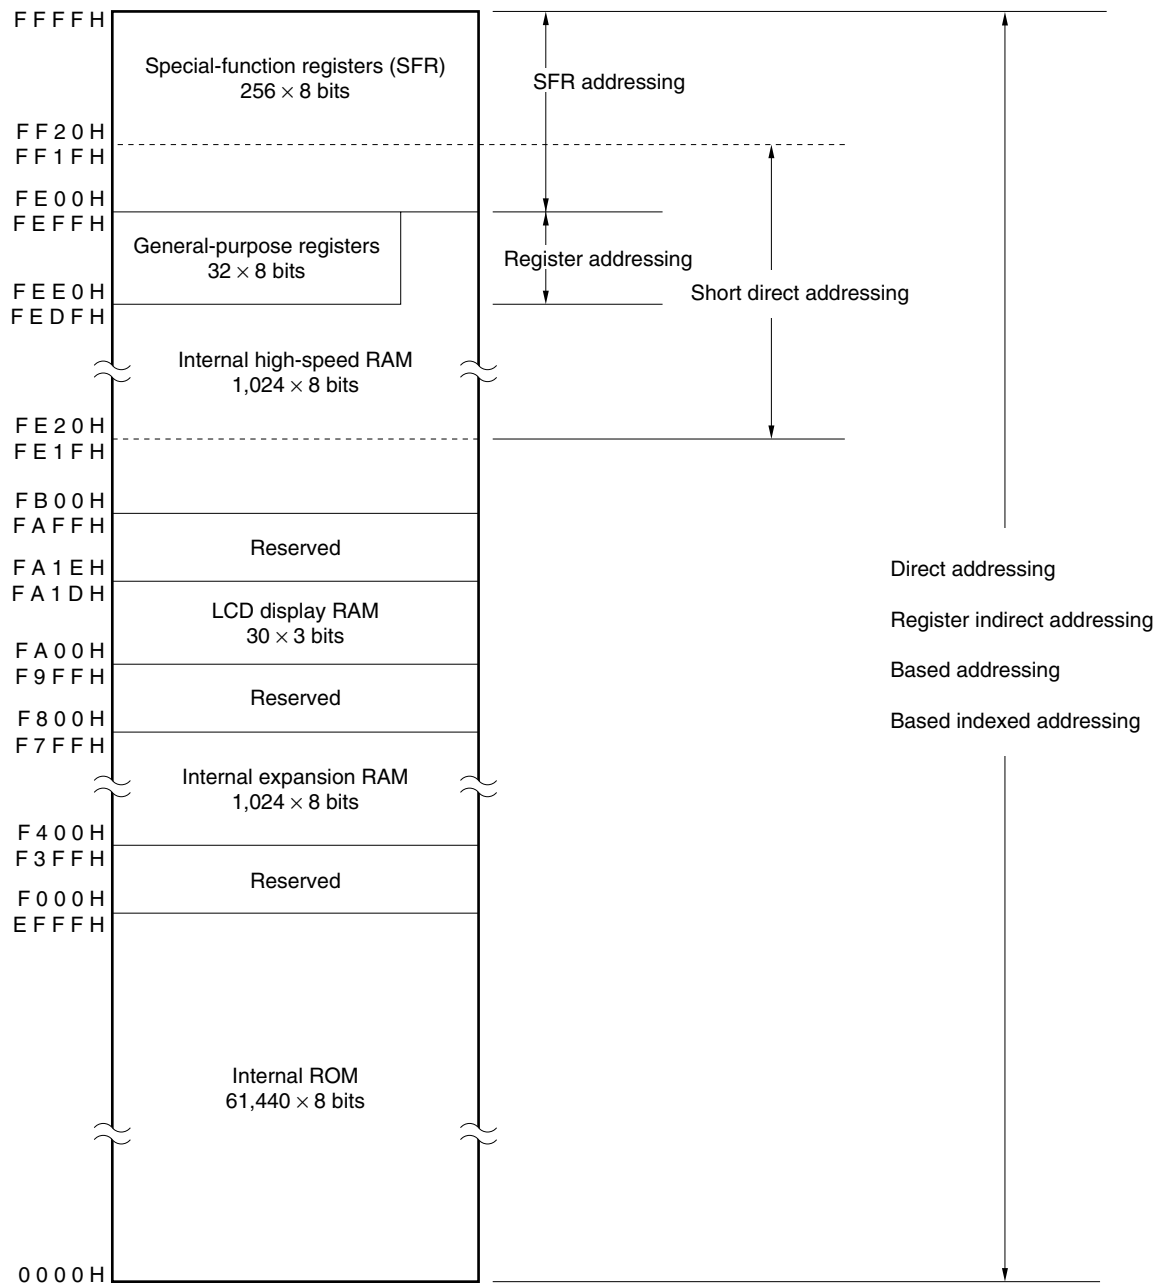 FFFFH
Special-function registers (SFR)
256 × 8 bits
SFR addressing
FF20H
FF1FH
FE00H
FEFFH
General-purpose registers
32 × 8 bits
Register addressing
Short direct addressing
FEE0H
FEDFH
Internal high-speed RAM
1,024 × 8 bits
FE20H
FE1FH
FB00H
FAFFH
Reserved
FA1EH
FA1DH
LCD display RAM
30 × 3 bits
FA00H
F9FFH
Reserved
F800H
F7FFH
Internal expansion RAM
1,024 × 8 bits
F400H
F3FFH
Reserved
F000H
EFFFH
Direct addressing
Register indirect addressing
Based addressing
Based indexed addressing
Internal ROM
61,440 × 8 bits
0000H